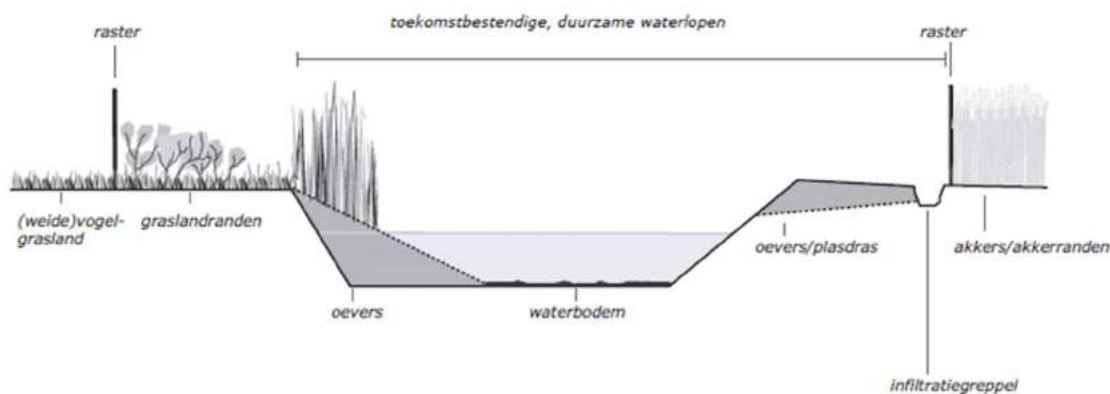 toekomstbestendige, duurzame waterlopen
raster
raster
(weide)vogel-
grasland
graslandranden
oevers/plasdras
akkers/akkerranden
oevers
waterbodem
infiltratiegreppel